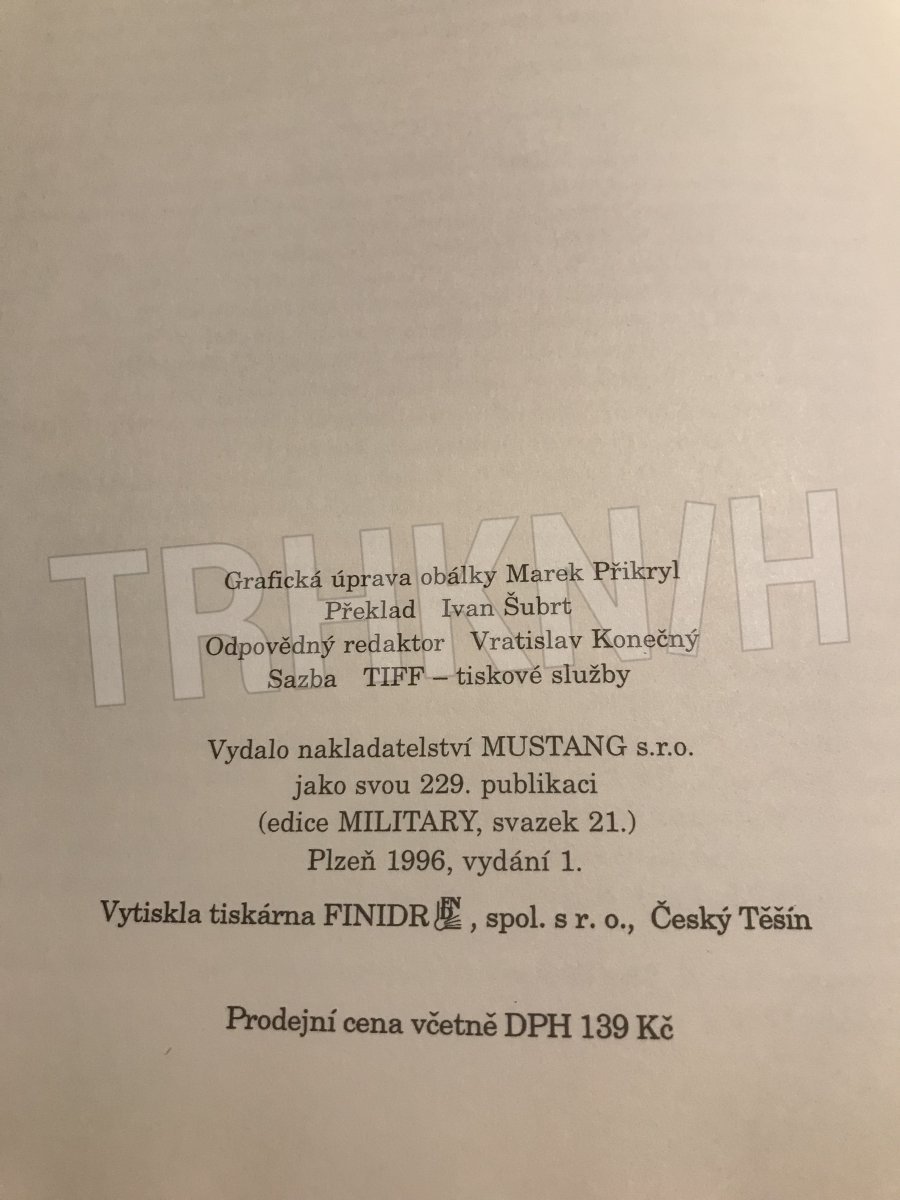 TRHKNIH
Grafická úprava obálky Marek Přikryl
Překlad Ivan Šubrt
Odpovědný redaktor Vratislav Konečný
Sazba TIFF – tiskové služby
Vydalo nakladatelství MUSTANG s.r.o.
jako svou 229. publikaci
(edice MILITARY, svazek 21.)
Plzeň 1996, vydání 1.
Vytiskla tiskárna FINIDR, spol. s r. o., Český Těšín
Prodejní cena včetně DPH 139 Kč